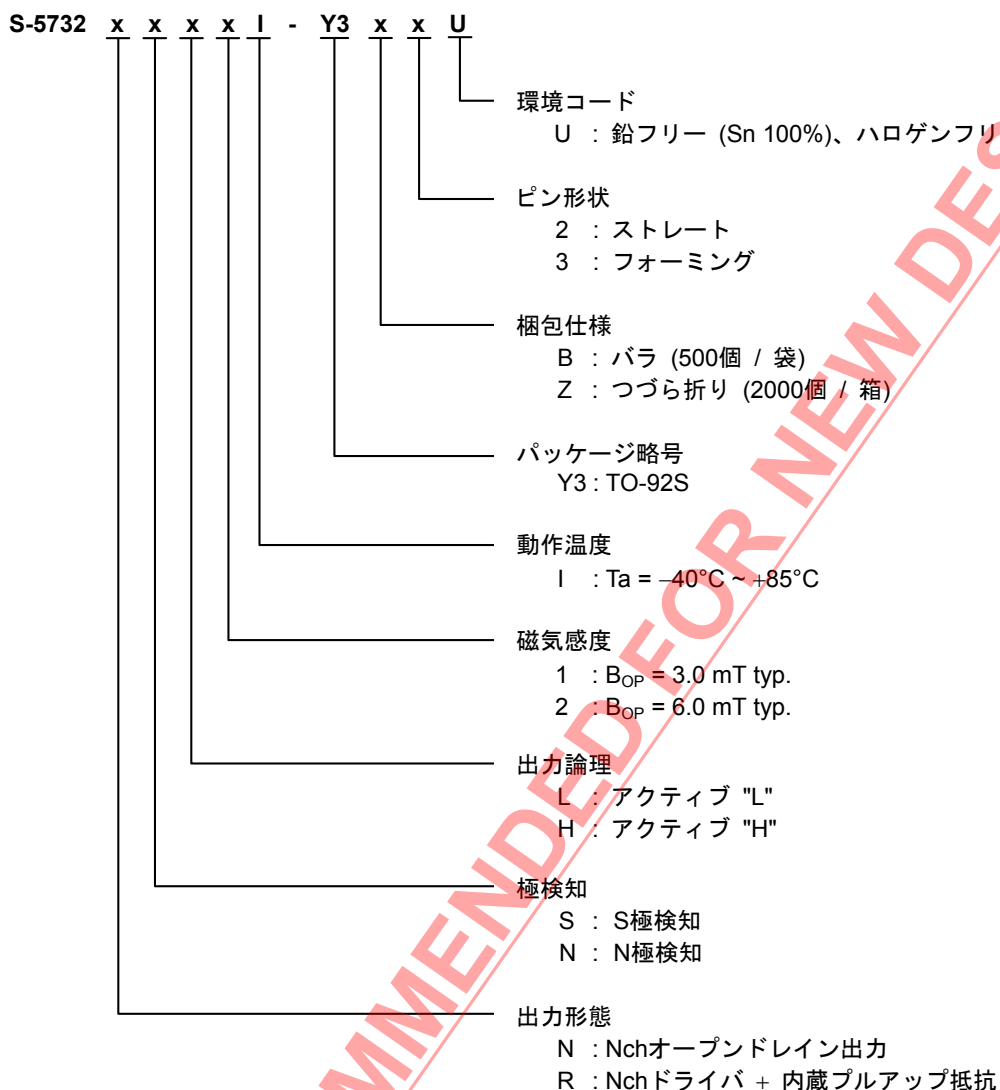 S-5732 x x x x I - Y3 x x U
環境コード
U : 鉛フリー (Sn 100%)、ハロゲンフリ
ピン形状
2 : ストレート
3 : フォーミング
梱包仕様
B : バラ (500個 / 袋)
Z : つづら折り (2000個 / 箱)
パッケージ略号
Y3 : TO-92S
動作温度
I : Ta = −40°C ~ +85°C
磁気感度
1 : BOP = 3.0 mT typ.
2 : BOP = 6.0 mT typ.
出力論理
L : アクティブ "L"
H : アクティブ "H"
極検知
S : S極検知
N : N極検知
出力形態
N : Nchオープンドレイン出力
R : Nchドライバ + 内蔵プルアップ抵抗
MMENDED FOR NEW DES